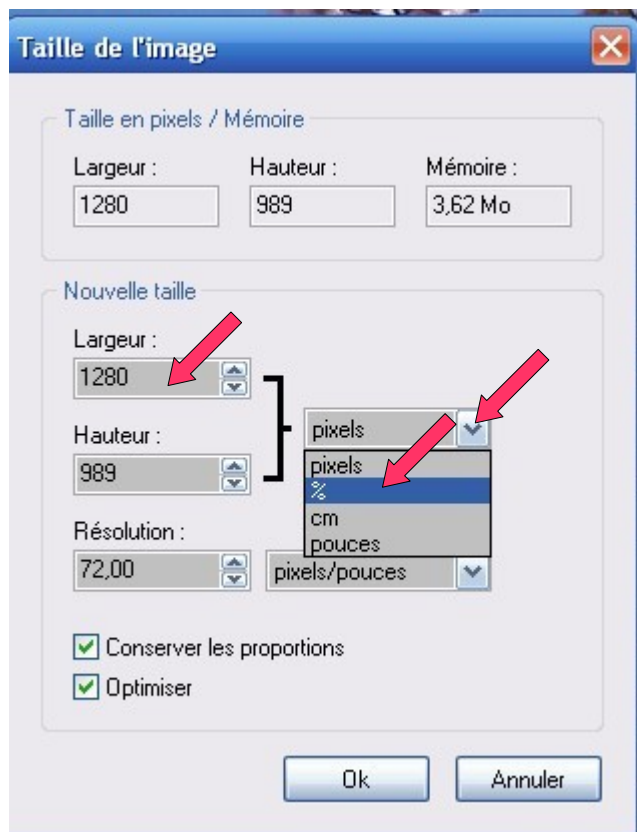 Taille de l'image
Taille en pixels / Mémoire
Largeur : Hauteur : Mémoire :
1280 989 3,62 Mo
Nouvelle taille
Largeur :
1280
pixels
Hauteur :
989
pixels
%
cm
pouces
Résolution :
72,00 pixels/pouces
Conserver les proportions
Optimiser
Ok Annuler